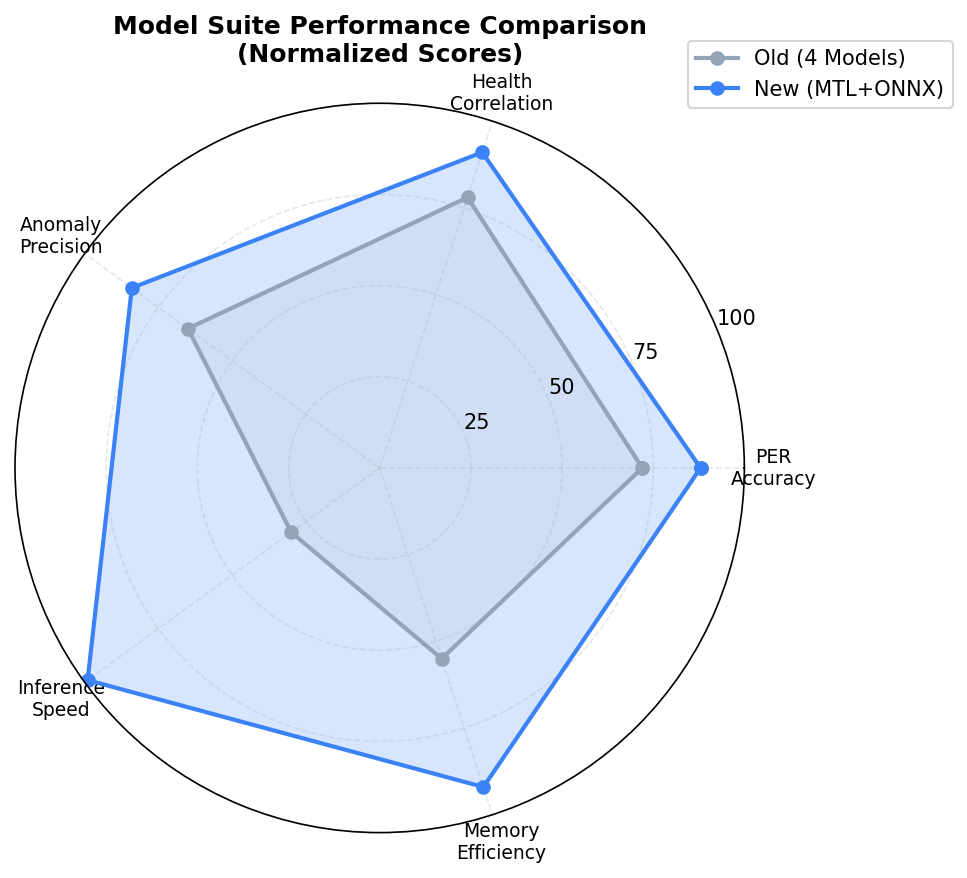 Model Suite Performance Comparison
(Normalized Scores)
Old (4 Models)
New (MTL+ONNX)
Health
Correlation
Anomaly
Precision
100
75
50
25
PER
Accuracy
Inference
Speed
Memory
Efficiency